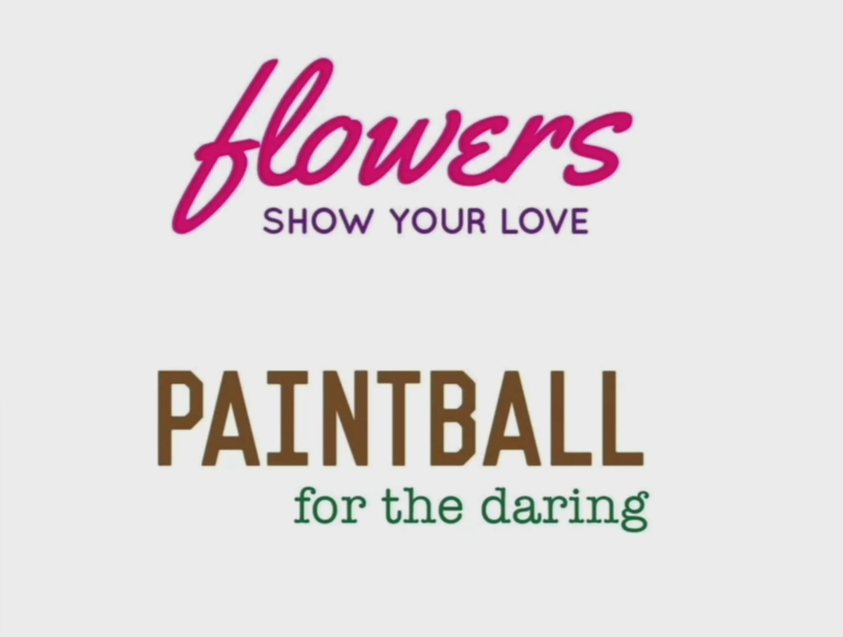 flowers
SHOW YOUR LOVE
PAINTBALL
for the daring